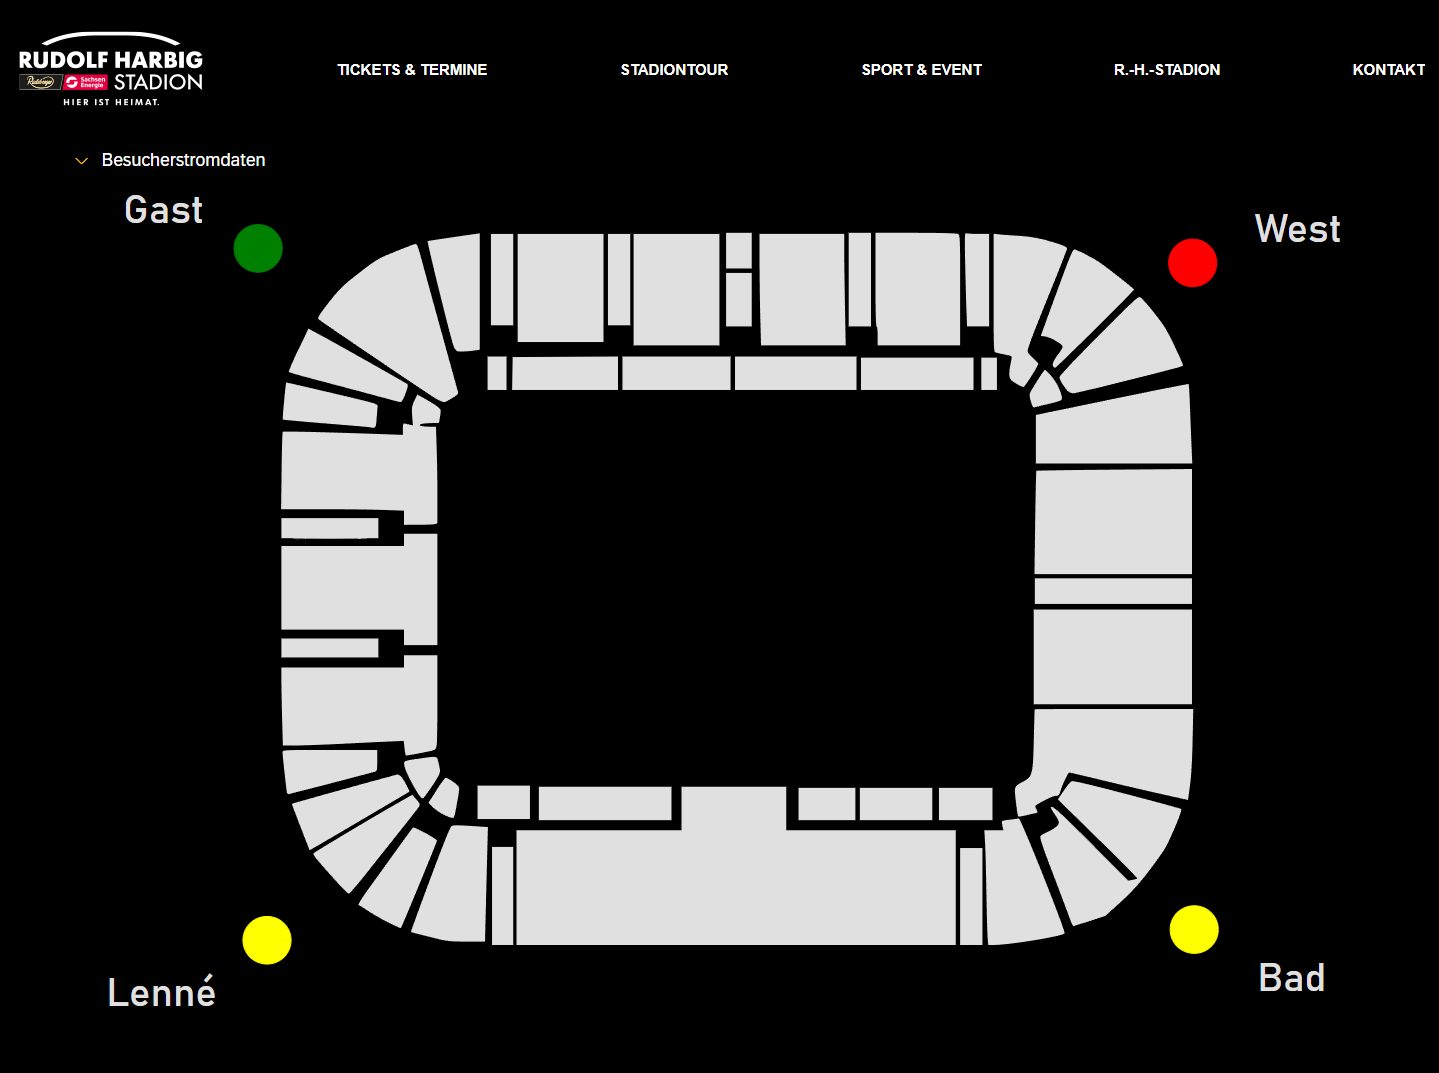 RUDOLF HARBIG
Radeberger Sachsen Energie STADION
HIER IST HEIMAT.
TICKETS & TERMINE
STADIONTOUR
SPORT & EVENT
R.-H.-STADION
KONTAKT
Besucherstromdaten
Gast
West
Lenné
Bad